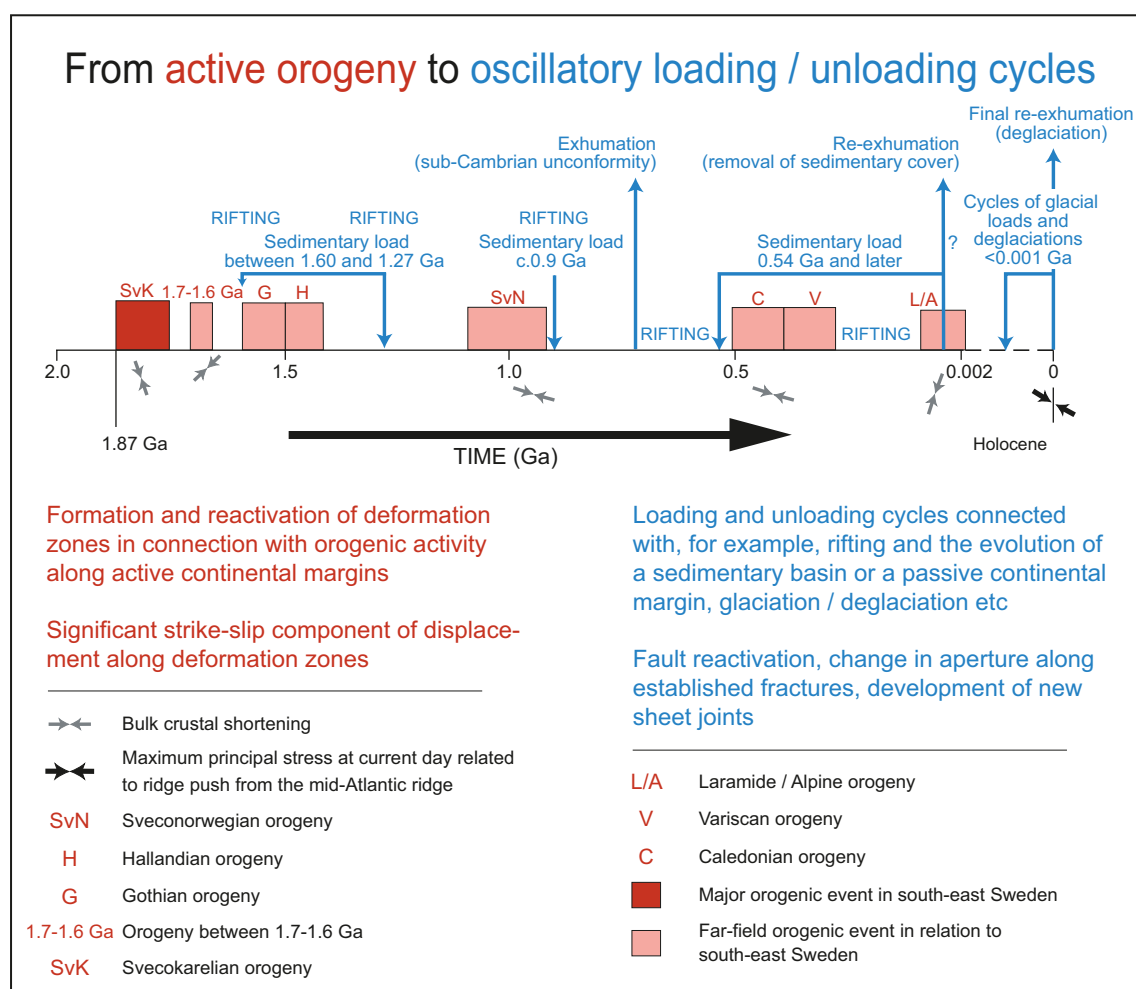 From active orogeny to oscillatory loading / unloading cycles
Final re-exhumation
(deglaciation)
Exhumation
(sub-Cambrian unconformity)
Re-exhumation
(removal of sedimentary cover)
Cycles of glacial
loads and
deglaciations
<0.001 Ga
RIFTING
RIFTING
Sedimentary load
between 1.60 and 1.27 Ga
RIFTING
Sedimentary load
c.0.9 Ga
Sedimentary load
0.54 Ga and later
?
SvK
1.7-1.6 Ga
G
H
SvN
C
V
L/A
RIFTING
RIFTING
2.0
1.5
1.0
0.5
0.002
0
1.87 Ga
TIME (Ga)
Holocene
Formation and reactivation of deformation
zones in connection with orogenic activity
along active continental margins
Significant strike-slip component of displace-
ment along deformation zones
Bulk crustal shortening
Maximum principal stress at current day related
to ridge push from the mid-Atlantic ridge
SvN Sveconorwegian orogeny
H Hallandian orogeny
G Gothian orogeny
1.7-1.6 Ga Orogeny between 1.7-1.6 Ga
SvK Svecokarelian orogeny
Loading and unloading cycles connected
with, for example, rifting and the evolution of
a sedimentary basin or a passive continental
margin, glaciation / deglaciation etc
Fault reactivation, change in aperture along
established fractures, development of new
sheet joints
L/A Laramide / Alpine orogeny
V Variscan orogeny
C Caledonian orogeny
Major orogenic event in south-east Sweden
Far-field orogenic event in relation to
south-east Sweden